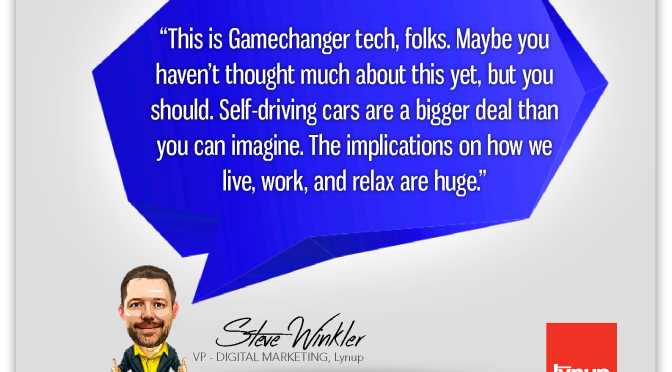 “This is Gamechanger tech, folks. Maybe you
haven’t thought much about this yet, but you
should. Self-driving cars are a bigger deal than
you can imagine. The implications on how we
live, work, and relax are huge.”
Steve Winkler
VP - DIGITAL MARKETING, Lynup
Lynup